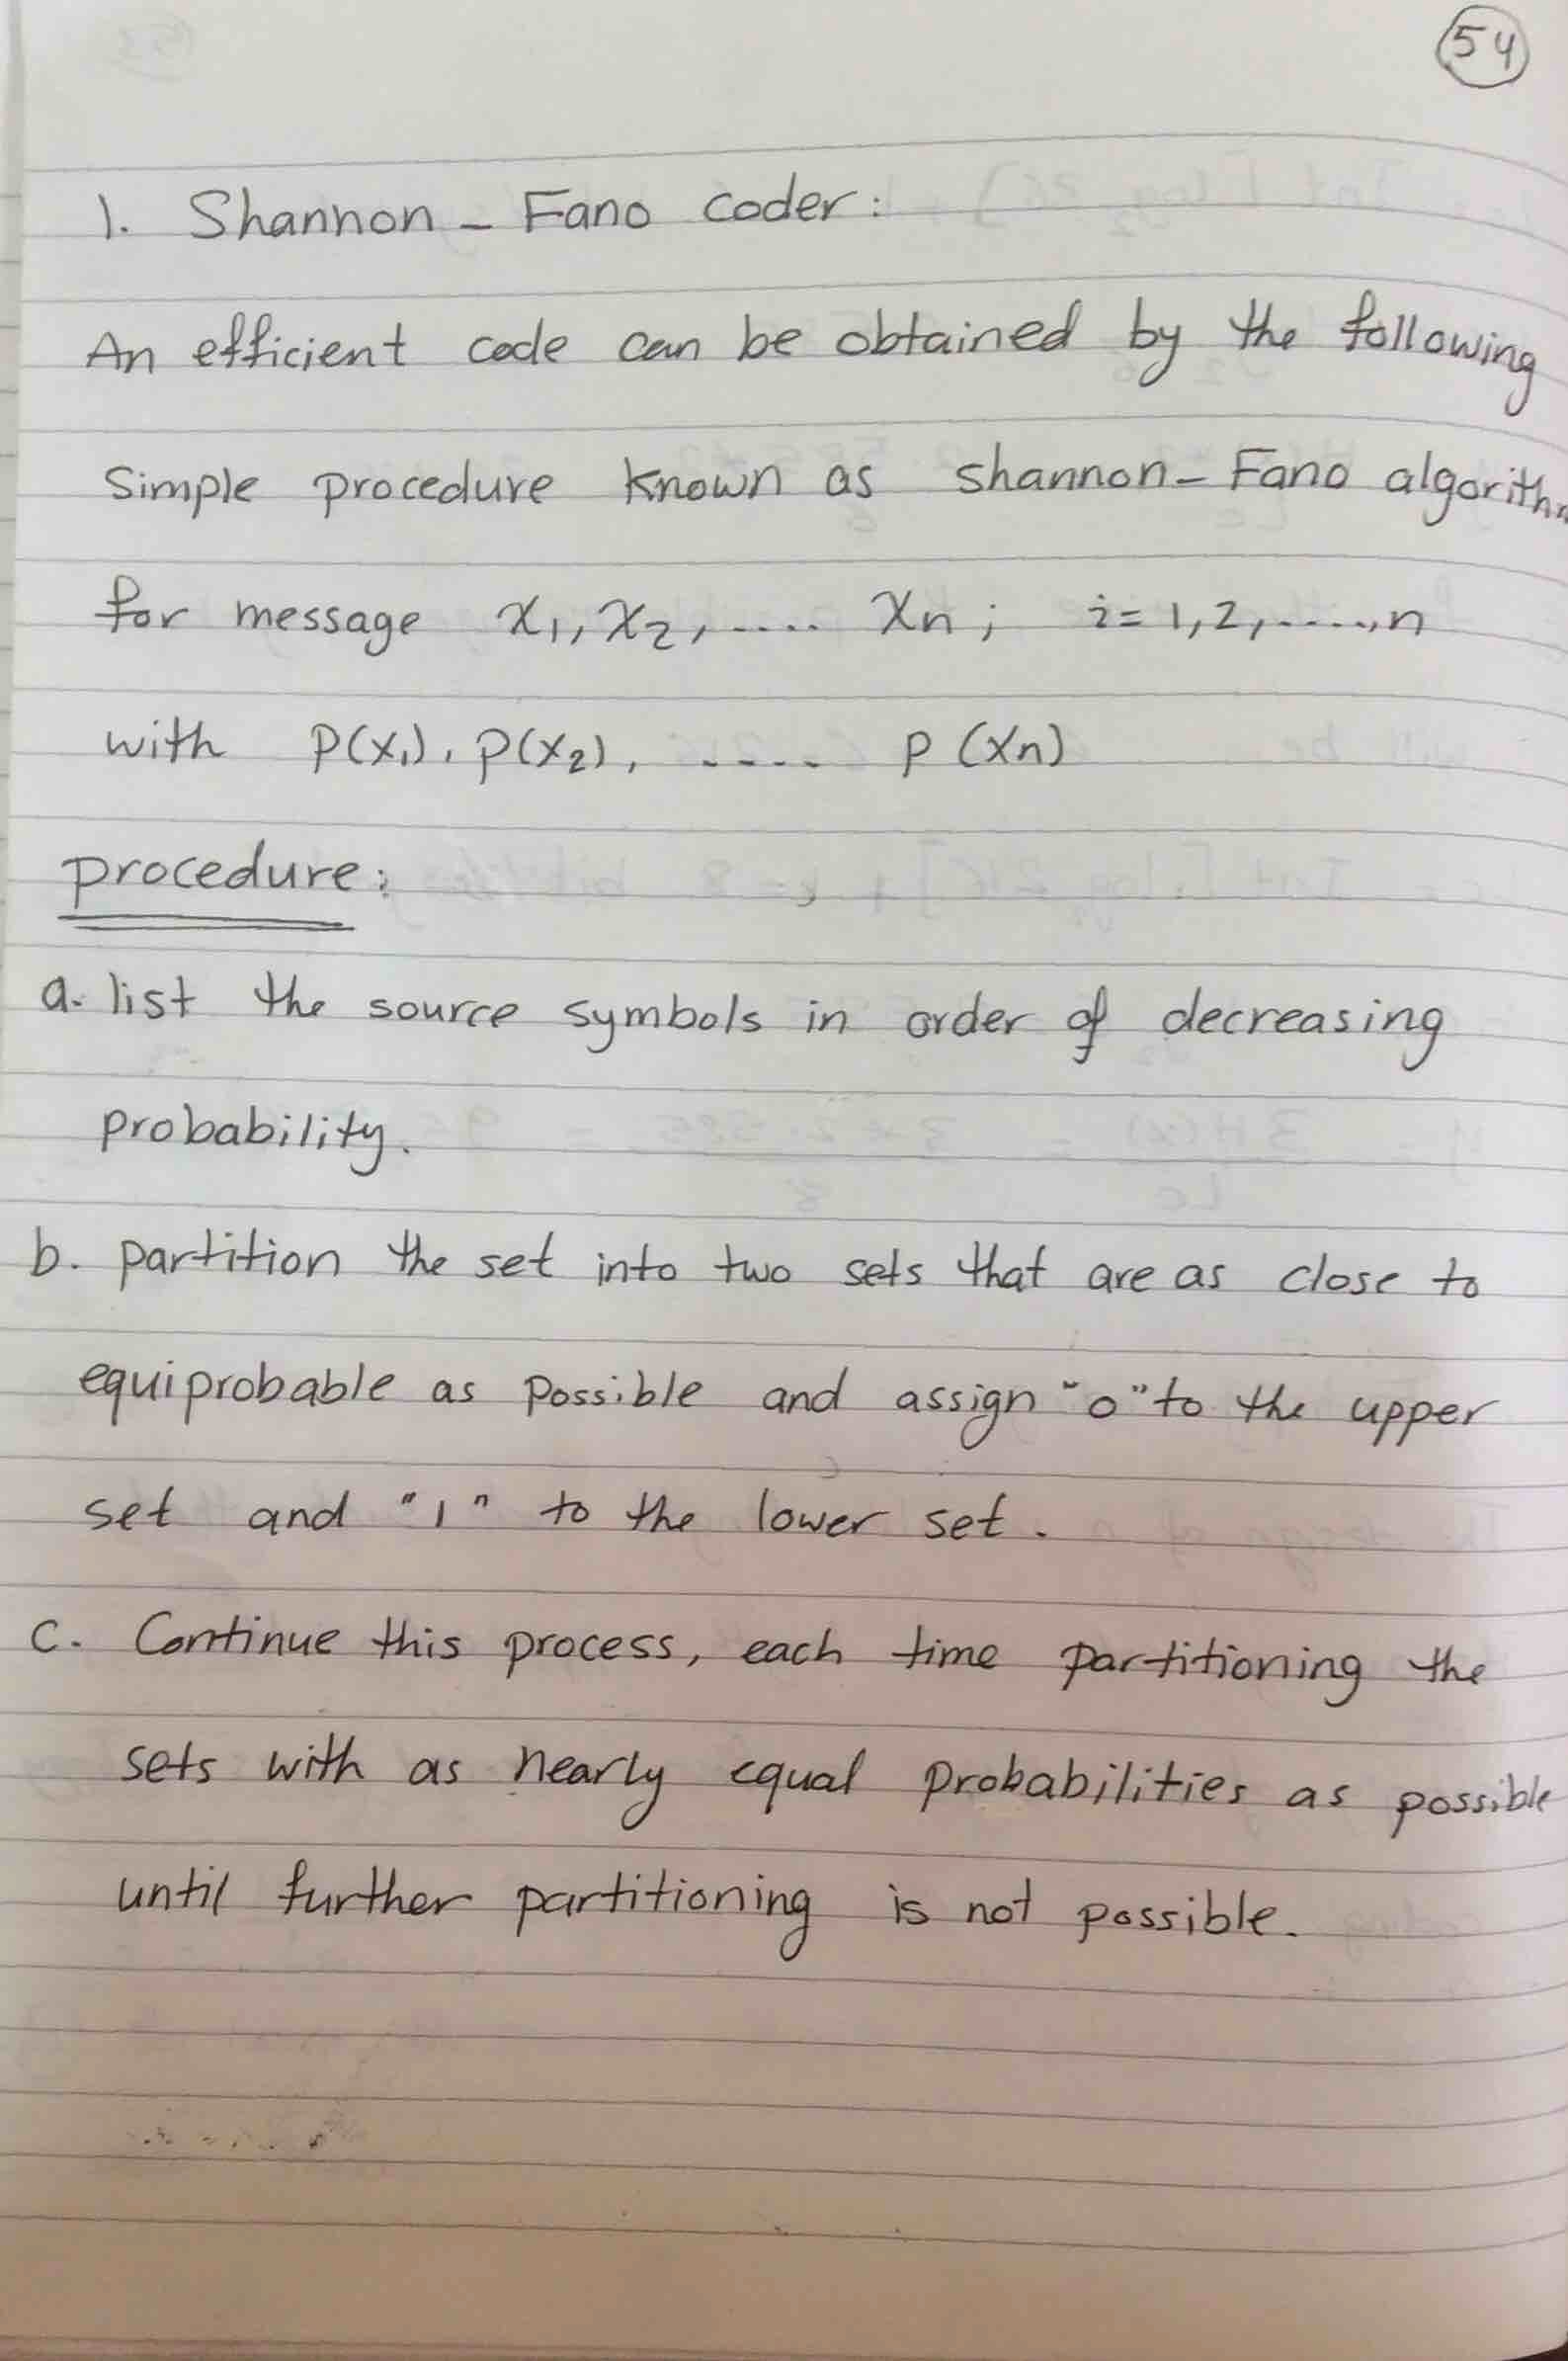 54
1. Shannon - Fano coder:
An efficient code can be obtained by the following
Simple procedure known as shannon - Fano algorithm
for message x1, x2, .... xn ; i = 1, 2, ....., n
with P(x1), P(x2), ..... P (xn)
procedure:
a. list the source symbols in order of decreasing
probability.
b. partition the set into two sets that are as close to
equiprobable as possible and assign "0" to the upper
set and "1" to the lower set.
c. Continue this process, each time partitioning the
sets with as nearly equal probabilities as possible
until further partitioning is not possible.